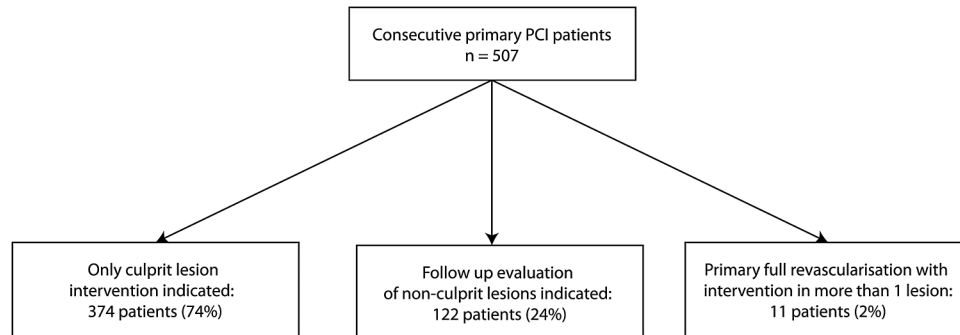 Consecutive primary PCI patients
n = 507
Only culprit lesion
intervention indicated:
374 patients (74%)
Follow up evaluation
of non-culprit lesions indicated:
122 patients (24%)
Primary full revascularisation with
intervention in more than 1 lesion:
11 patients (2%)